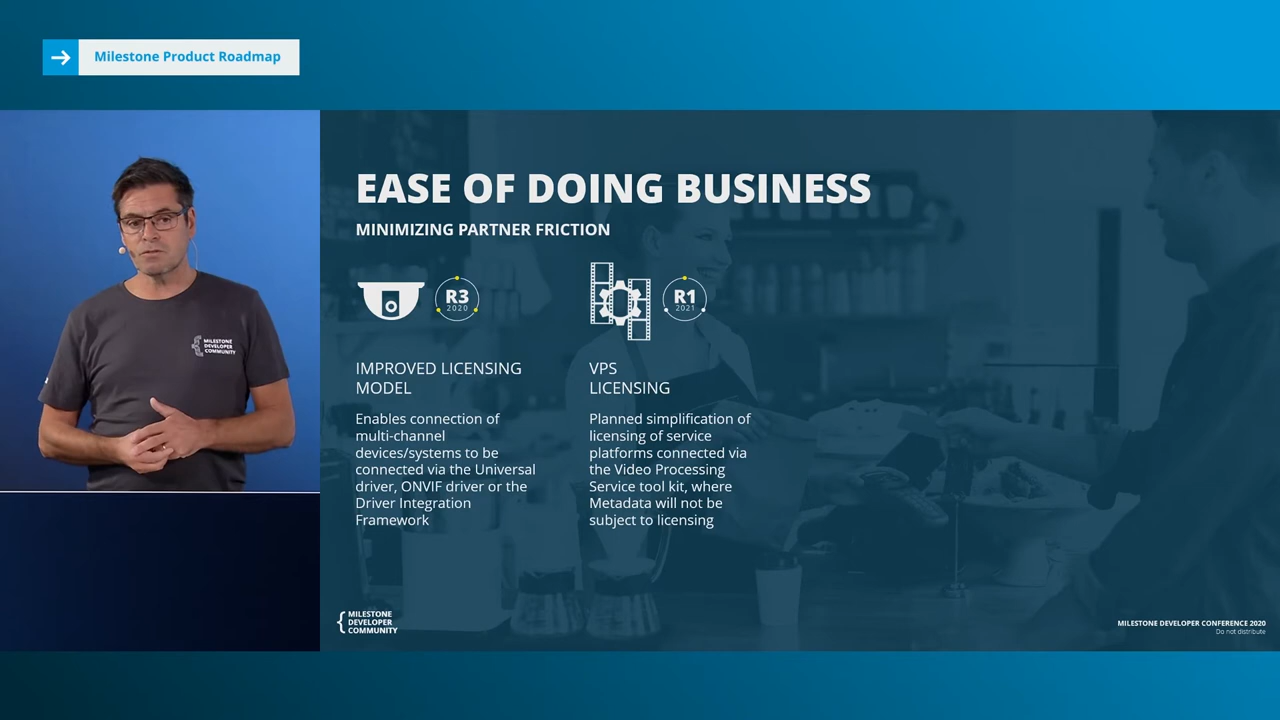 Milestone Product Roadmap
EASE OF DOING BUSINESS
MINIMIZING PARTNER FRICTION
R3
2020
R1
2021
IMPROVED LICENSING
MODEL
Enables connection of
multi-channel
devices/systems to be
connected via the Universal
driver, ONVIF driver or the
Driver Integration
Framework
VPS
LICENSING
Planned simplification of
licensing of service
platforms connected via
the Video Processing
Service tool kit, where
Metadata will not be
subject to licensing
MILESTONE
DEVELOPER
COMMUNITY
MILESTONE
DEVELOPER
COMMUNITY
MILESTONE DEVELOPER CONFERENCE 2020
Do not distribute